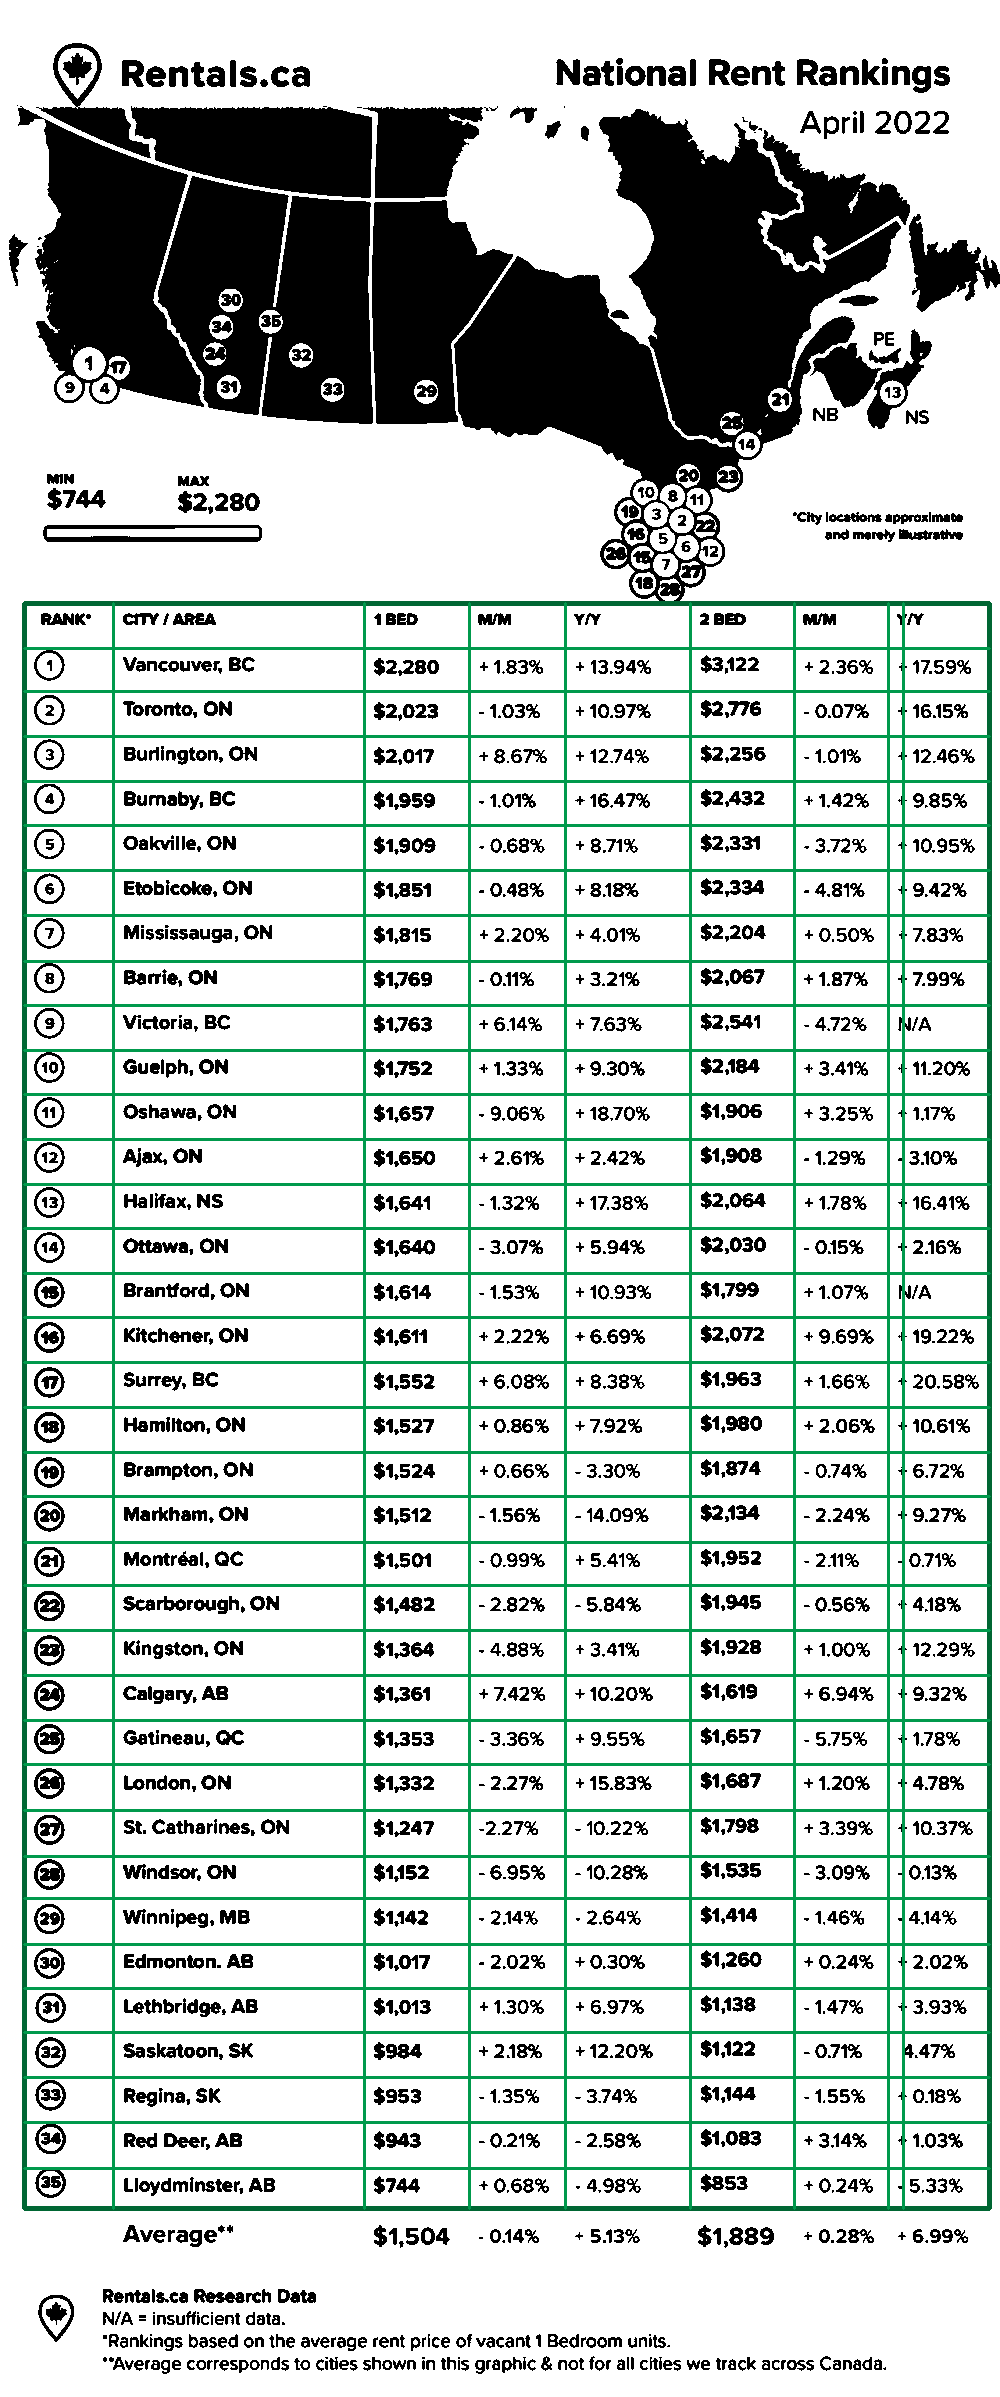 Rentals.ca
National Rent Rankings
April 2022
30
34
35
24
32
1
17
9
4
31
33
29
PE
13
21
NB
NS
25
14
20
23
10
8
11
19
3
2
22
16
5
6
12
26
15
7
27
18
28
MIN
MAX
$744
$2,280
*City locations approximate
and merely illustrative
RANK* CITY / AREA 1 BED M/M Y/Y 2 BED M/M Y/Y
1 Vancouver, BC $2,280 + 1.83% + 13.94% $3,122 + 2.36% + 17.59%
2 Toronto, ON $2,023 - 1.03% + 10.97% $2,776 - 0.07% + 16.15%
3 Burlington, ON $2,017 + 8.67% + 12.74% $2,256 - 1.01% + 12.46%
4 Burnaby, BC $1,959 - 1.01% + 16.47% $2,432 + 1.42% + 9.85%
5 Oakville, ON $1,909 - 0.68% + 8.71% $2,331 - 3.72% + 10.95%
6 Etobicoke, ON $1,851 - 0.48% + 8.18% $2,334 - 4.81% + 9.42%
7 Mississauga, ON $1,815 + 2.20% + 4.01% $2,204 + 0.50% + 7.83%
8 Barrie, ON $1,769 - 0.11% + 3.21% $2,067 + 1.87% + 7.99%
9 Victoria, BC $1,763 + 6.14% + 7.63% $2,541 - 4.72% N/A
10 Guelph, ON $1,752 + 1.33% + 9.30% $2,184 + 3.41% + 11.20%
11 Oshawa, ON $1,657 - 9.06% + 18.70% $1,906 + 3.25% + 1.17%
12 Ajax, ON $1,650 + 2.61% + 2.42% $1,908 - 1.29% - 3.10%
13 Halifax, NS $1,641 - 1.32% + 17.38% $2,064 + 1.78% + 16.41%
14 Ottawa, ON $1,640 - 3.07% + 5.94% $2,030 - 0.15% + 2.16%
15 Brantford, ON $1,614 - 1.53% + 10.93% $1,799 + 1.07% N/A
16 Kitchener, ON $1,611 + 2.22% + 6.69% $2,072 + 9.69% + 19.22%
17 Surrey, BC $1,552 + 6.08% + 8.38% $1,963 + 1.66% + 20.58%
18 Hamilton, ON $1,527 + 0.86% + 7.92% $1,980 + 2.06% + 10.61%
19 Brampton, ON $1,524 + 0.66% - 3.30% $1,874 - 0.74% + 6.72%
20 Markham, ON $1,512 - 1.56% - 14.09% $2,134 - 2.24% + 9.27%
21 Montréal, QC $1,501 - 0.99% + 5.41% $1,952 - 2.11% - 0.71%
22 Scarborough, ON $1,482 - 2.82% - 5.84% $1,945 - 0.56% + 4.18%
23 Kingston, ON $1,364 - 4.88% + 3.41% $1,928 + 1.00% + 12.29%
24 Calgary, AB $1,361 + 7.42% + 10.20% $1,619 + 6.94% + 9.32%
25 Gatineau, QC $1,353 - 3.36% + 9.55% $1,657 - 5.75% + 1.78%
26 London, ON $1,332 - 2.27% + 15.83% $1,687 + 1.20% + 4.78%
27 St. Catharines, ON $1,247 -2.27% - 10.22% $1,798 + 3.39% + 10.37%
28 Windsor, ON $1,152 - 6.95% - 10.28% $1,535 - 3.09% - 0.13%
29 Winnipeg, MB $1,142 - 2.14% - 2.64% $1,414 - 1.46% - 4.14%
30 Edmonton. AB $1,017 - 2.02% + 0.30% $1,260 + 0.24% + 2.02%
31 Lethbridge, AB $1,013 + 1.30% + 6.97% $1,138 - 1.47% + 3.93%
32 Saskatoon, SK $984 + 2.18% + 12.20% $1,122 - 0.71% 4.47%
33 Regina, SK $953 - 1.35% - 3.74% $1,144 - 1.55% + 0.18%
34 Red Deer, AB $943 - 0.21% - 2.58% $1,083 + 3.14% + 1.03%
35 Lloydminster, AB $744 + 0.68% - 4.98% $853 + 0.24% - 5.33%
Average** $1,504 - 0.14% + 5.13% $1,889 + 0.28% + 6.99%
Rentals.ca Research Data
N/A = insufficient data.
*Rankings based on the average rent price of vacant 1 Bedroom units.
**Average corresponds to cities shown in this graphic & not for all cities we track across Canada.